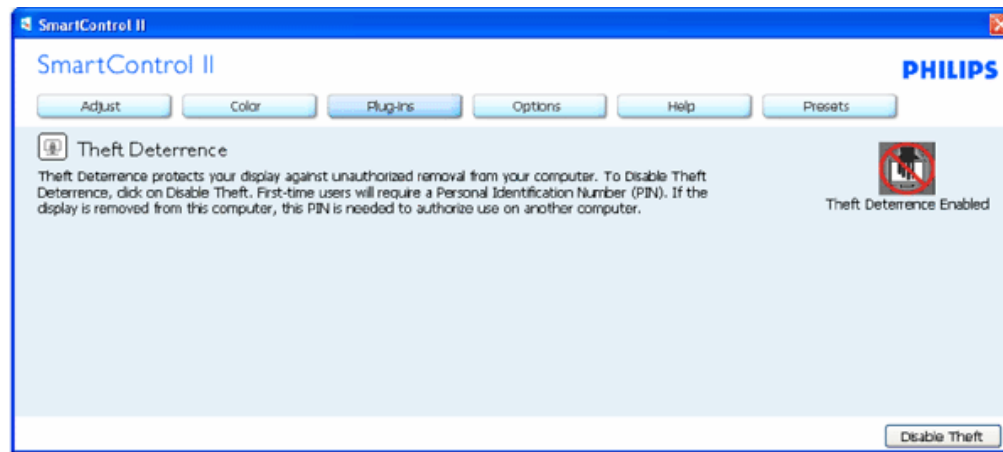 SmartControl II
SmartControl II
PHILIPS
Adjust
Color
Plug-Ins
Options
Help
Presets
Theft Deterrence
Theft Deterrence protects your display against unauthorized removal from your computer. To Disable Theft
Deterrence, click on Disable Theft. First-time users will require a Personal Identification Number (PIN). If the
display is removed from this computer, this PIN is needed to authorize use on another computer.
Theft Deterrence Enabled
Disable Theft